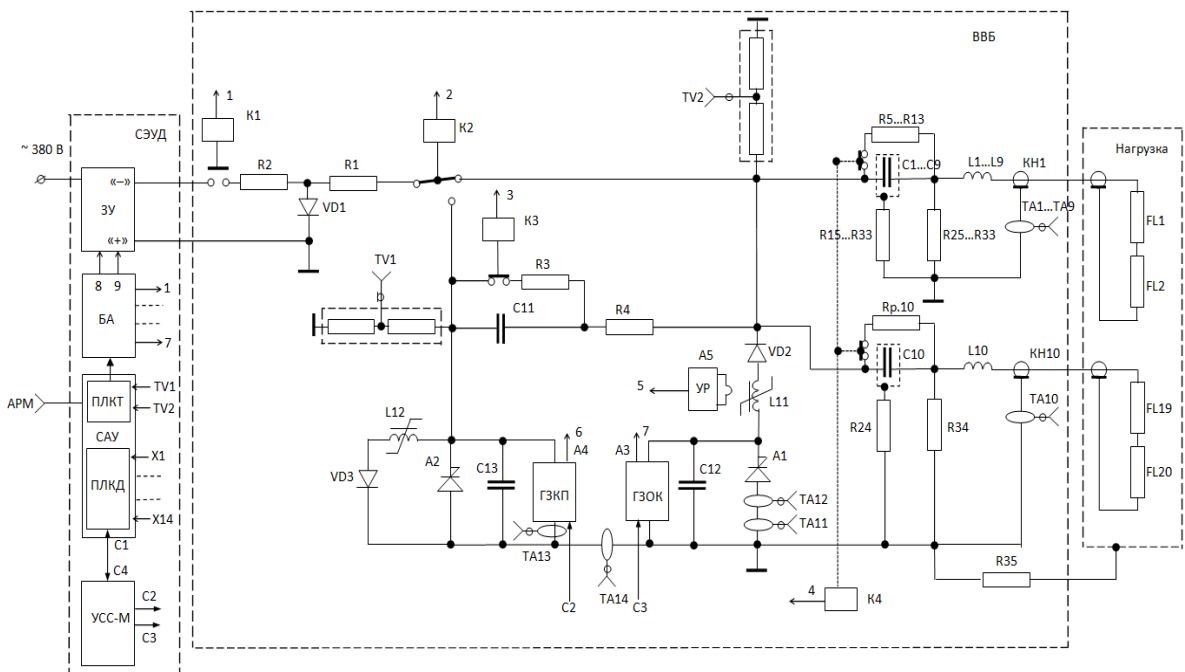 ВВБ
СЭУД
~ 380 В
«–»
ЗУ
«+»
8 9
БА
1
7
АРМ
ПЛКТ
TV1
TV2
САУ
ПЛКД
X1
X14
C1
C4
УСС-М
C2
C3
1
K1
R2
R1
VD1
2
K2
3
K3
R3
TV1
C11
R4
TV2
R5...R13
C1...C9
L1...L9
КН1
TA1...TA9
R15...R33
R25...R33
Нагрузка
FL1
FL2
Rp.10
C10
L10
КН10
TA10
R24
R34
FL19
FL20
VD2
A5
5
УР
L11
L12
VD3
A2
C13
6
A4
ГЗКП
7
A3
ГЗОК
C12
A1
TA12
TA11
TA13
TA14
C2
C3
R35
4
K4